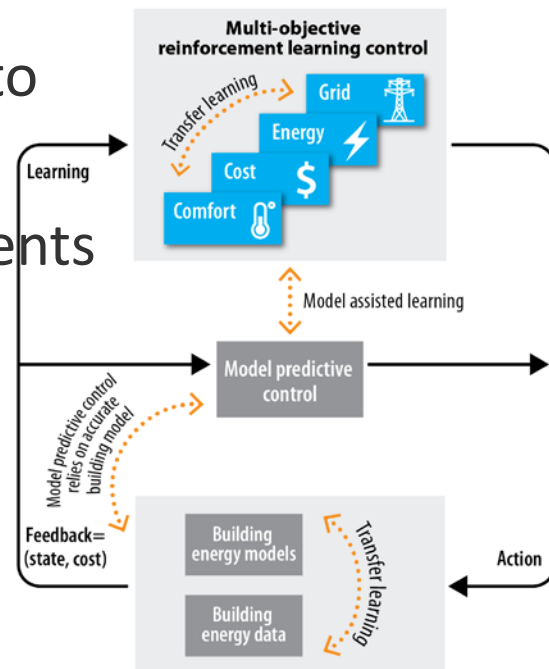 Multi-objective
reinforcement learning control
to
Transfer learning
Grid
Energy
Cost
$
Comfort
Learning
ents
Model assisted learning
Model predictive
control
Model predictive control
relies on accurate
building model
Feedback=
(state, cost)
Building
energy models
Building
energy data
Transfer learning
Action